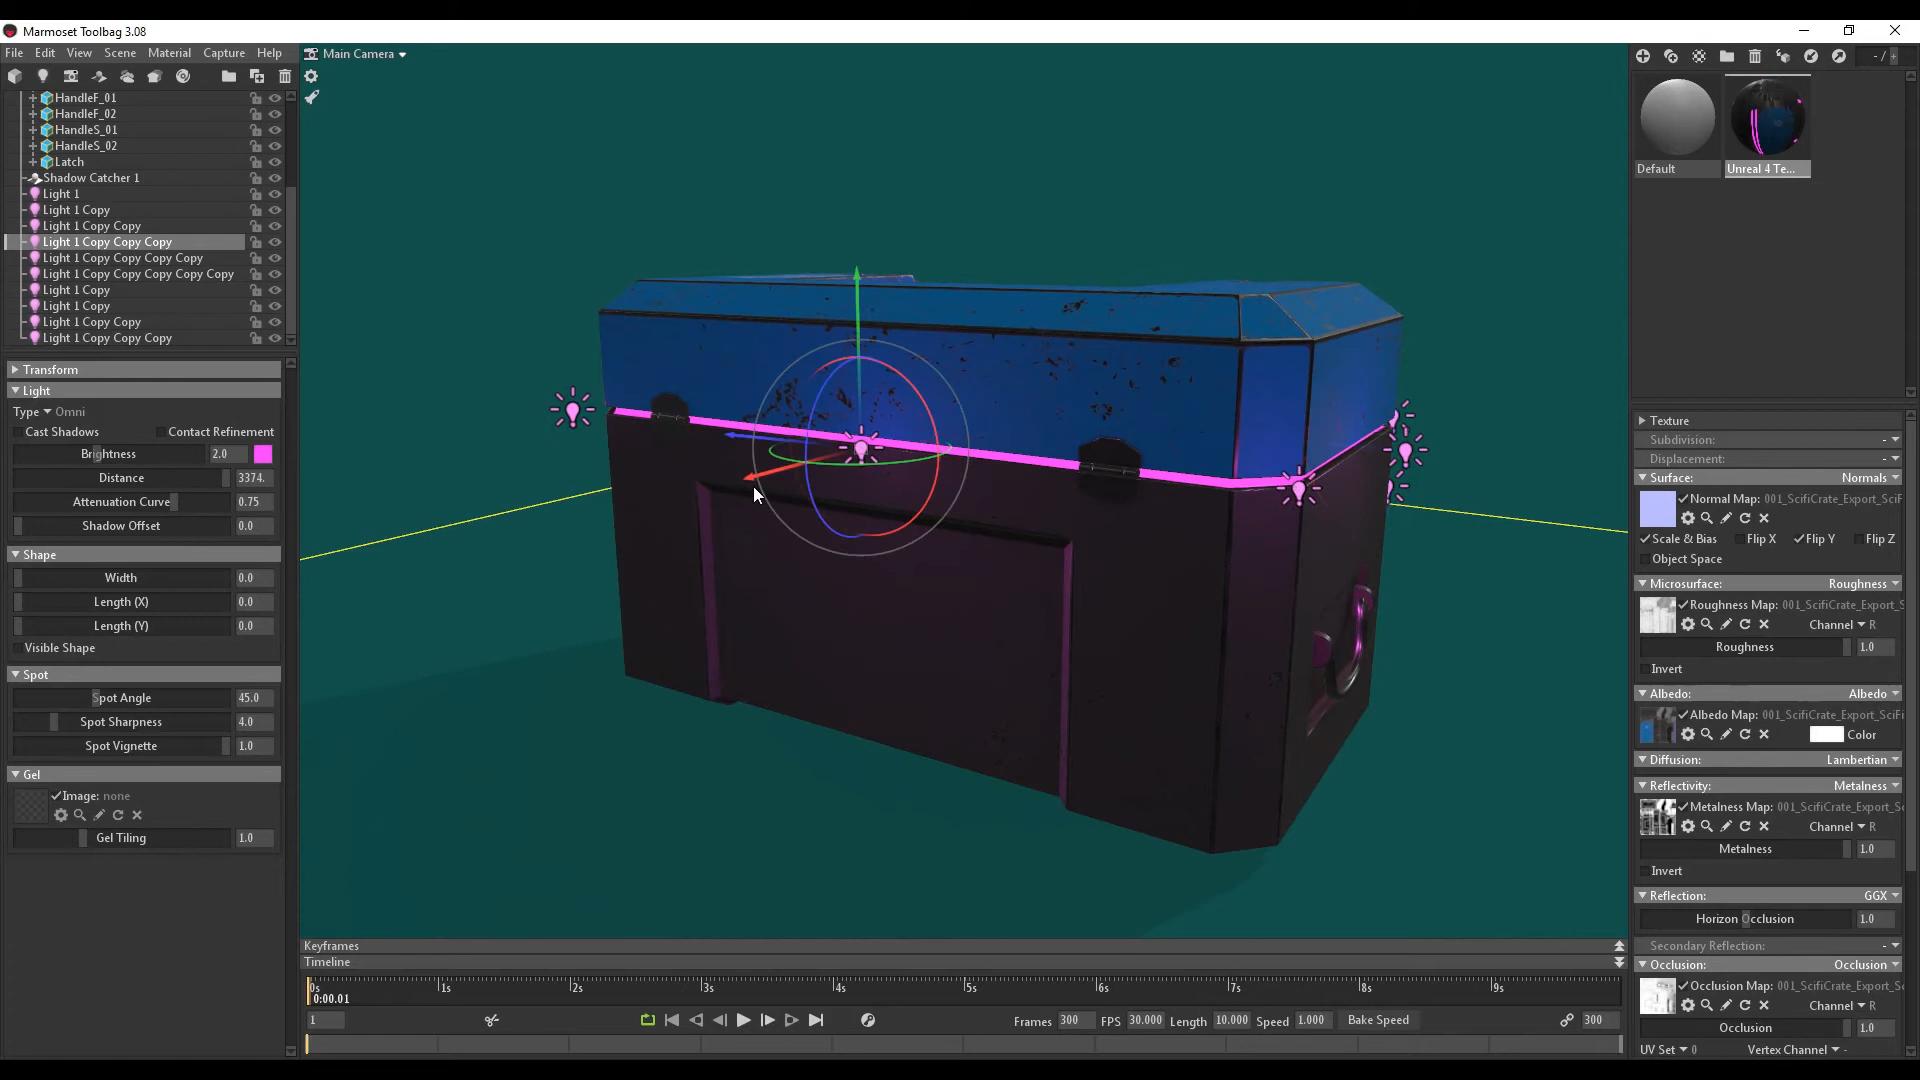 Marmoset Toolbag 3.08
File Edit View Scene Material Capture Help
Main Camera
- /
HandleF_01
HandleF_02
HandleS_01
HandleS_02
Latch
Shadow Catcher 1
Light 1
Light 1 Copy
Light 1 Copy Copy
Light 1 Copy Copy Copy
Light 1 Copy Copy Copy Copy
Light 1 Copy Copy Copy Copy Copy
Light 1 Copy
Light 1 Copy
Light 1 Copy Copy
Light 1 Copy Copy Copy
Transform
Light
Type Omni
Cast Shadows Contact Refinement
Brightness 2.0
Distance 3374.
Attenuation Curve 0.75
Shadow Offset 0.0
Shape
Width 0.0
Length (X) 0.0
Length (Y) 0.0
Visible Shape
Spot
Spot Angle 45.0
Spot Sharpness 4.0
Spot Vignette 1.0
Gel
Image: none
Gel Tiling 1.0
Default Unreal 4 Te...
Texture
Subdivision: -
Displacement: -
Surface: Normals
Normal Map: 001_ScifiCrate_Export_SciF
Scale & Bias Flip X Flip Y Flip Z
Object Space
Microsurface: Roughness
Roughness Map: 001_ScifiCrate_Export_S
Channel R
Roughness 1.0
Invert
Albedo: Albedo
Albedo Map: 001_ScifiCrate_Export_SciFi
Color
Diffusion: Lambertian
Reflectivity: Metalness
Metalness Map: 001_ScifiCrate_Export_Sc
Channel R
Metalness 1.0
Invert
Reflection: GGX
Horizon Occlusion 1.0
Secondary Reflection: -
Occlusion: Occlusion
Occlusion Map: 001_ScifiCrate_Export_Sc
Channel R
Occlusion 1.0
UV Set 0 Vertex Channel -
Keyframes
Timeline
0s 1s 2s 3s 4s 5s 6s 7s 8s 9s
0:00.01
1 Frames 300 FPS 30.000 Length 10.000 Speed 1.000 Bake Speed 300